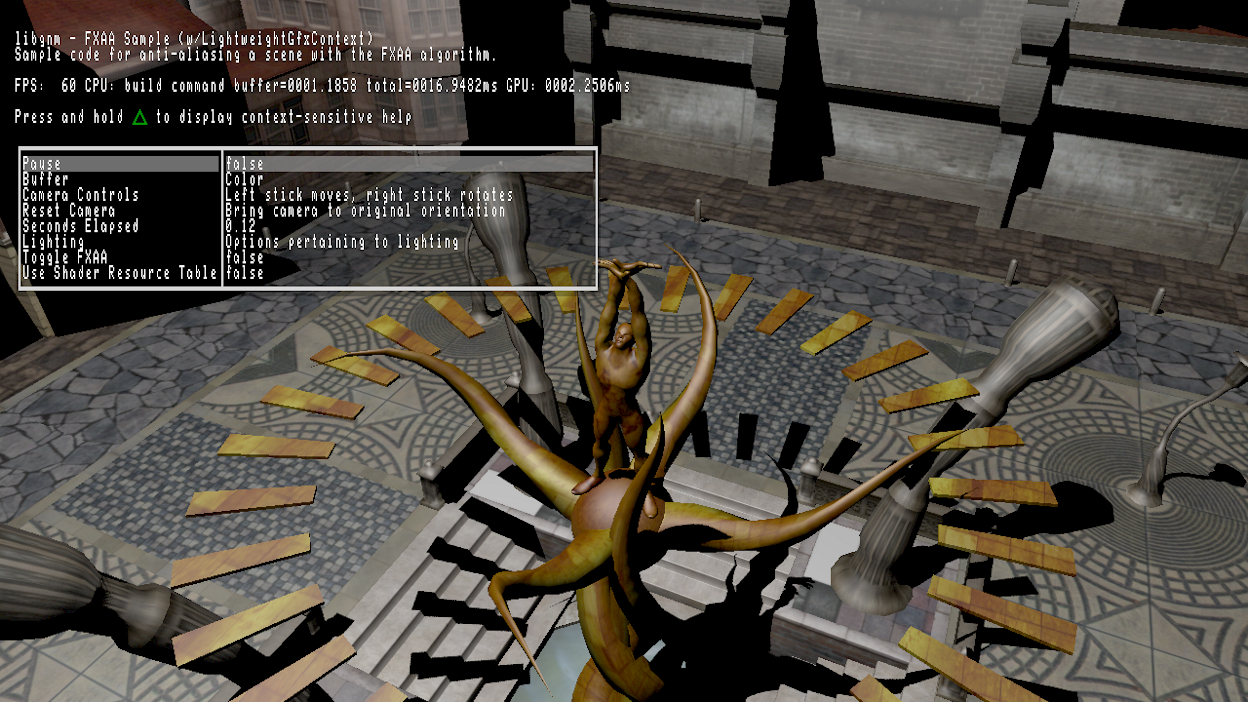 libgnm - FXAA Sample (w/LightweightGfxContext)
Sample code for anti-aliasing a scene with the FXAA algorithm.
FPS:  60 CPU: build command buffer=0001.1858 total=0016.9482ms GPU: 0002.2506ms
Press and hold △ to display context-sensitive help
Pause false
Buffer Color
Camera Controls Left stick moves, right stick rotates
Reset Camera Bring camera to original orientation
Seconds Elapsed 0.12
Lighting Options pertaining to lighting
Toggle FXAA false
Use Shader Resource Table false